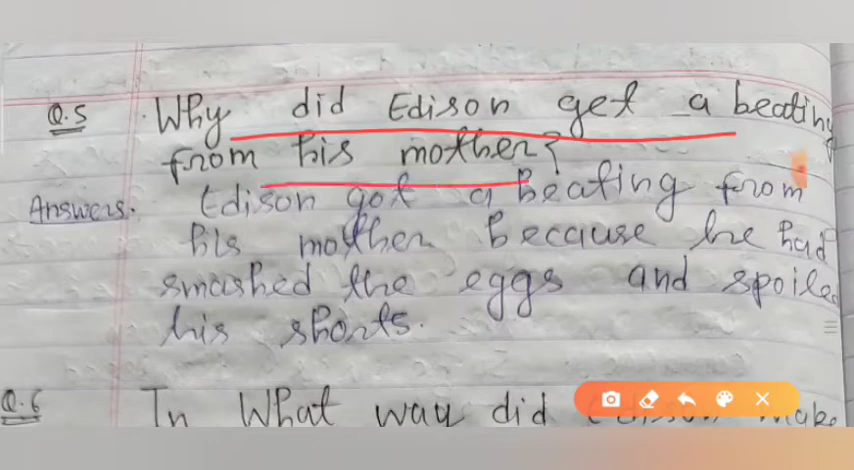 Q.5 Why did Edison get a beating
from his mother?
Answers. Edison got a beating from
his mother because he had
smashed the eggs and spoiled
his shorts.
Q.6 In What way did make